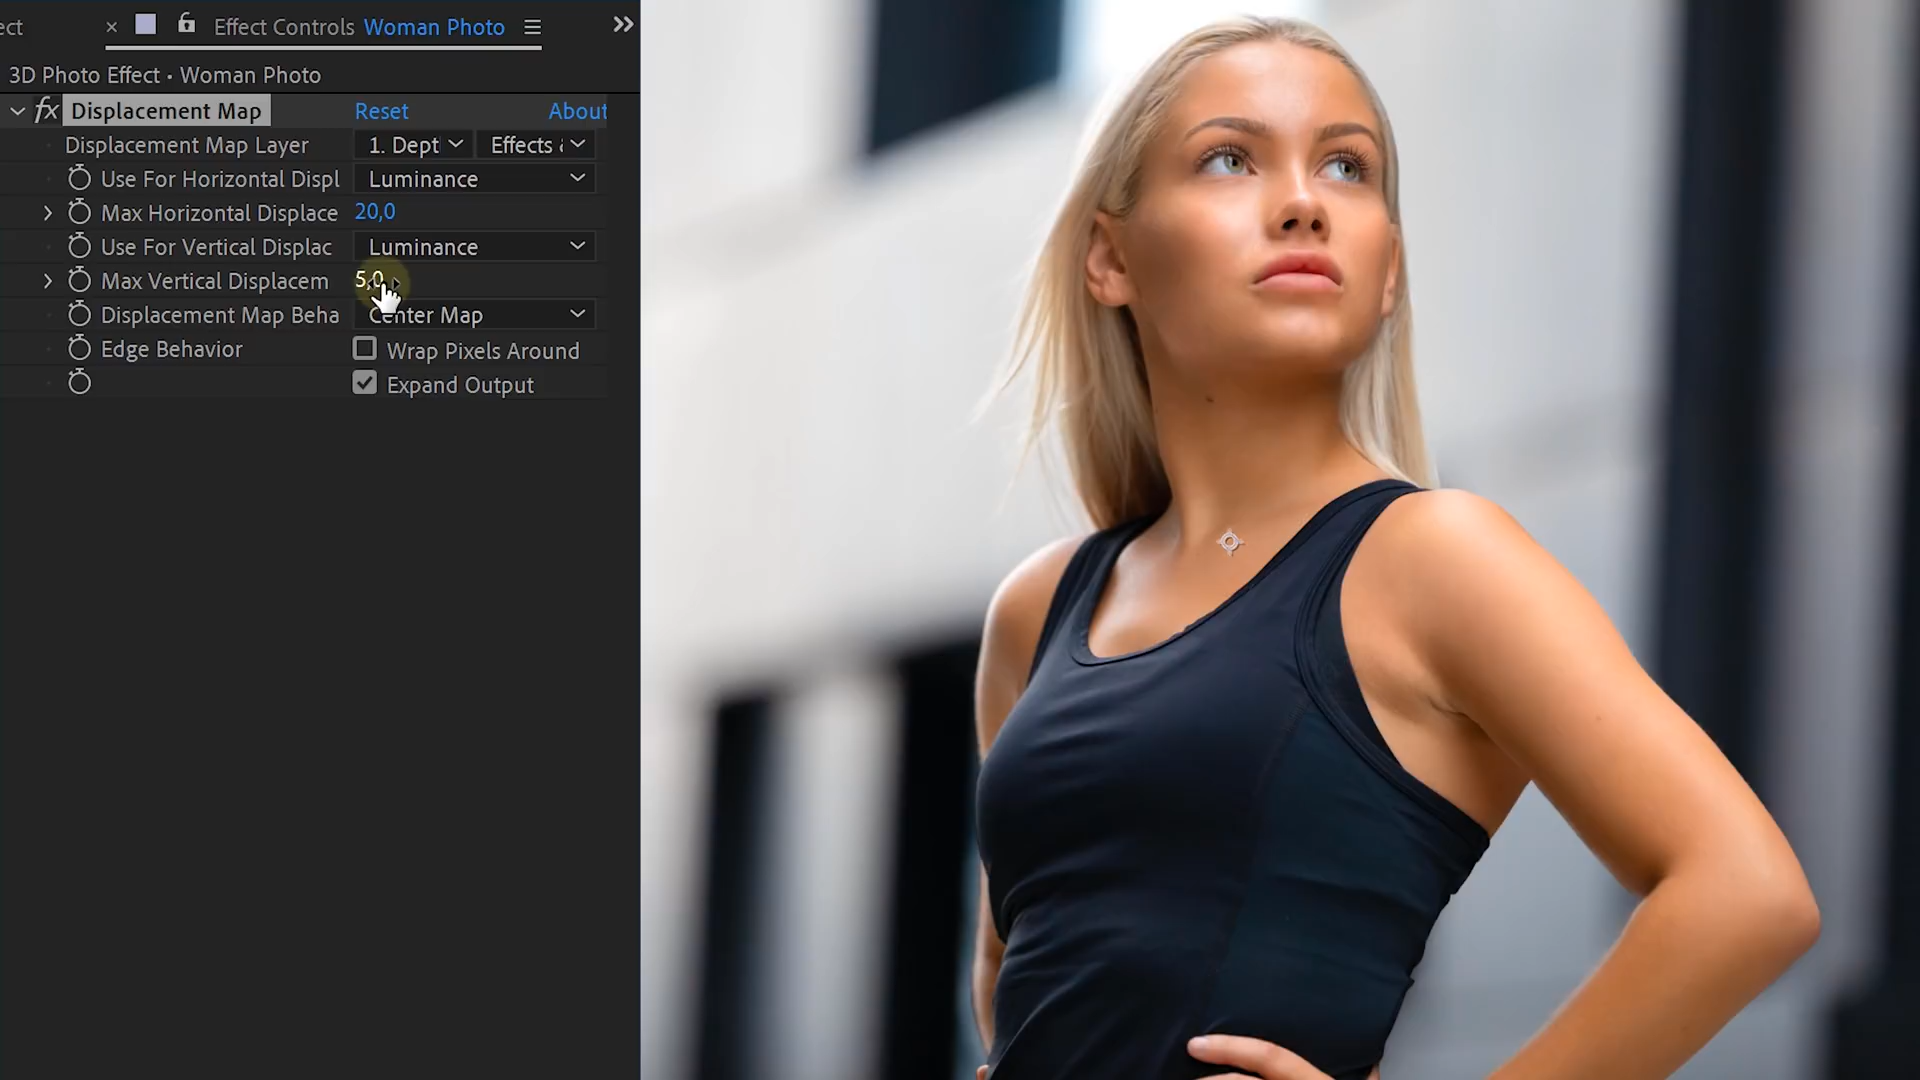 ect × Effect Controls Woman Photo
3D Photo Effect • Woman Photo
fx Displacement Map Reset About
Displacement Map Layer 1. Dept Effects
Use For Horizontal Displ Luminance
Max Horizontal Displace 20,0
Use For Vertical Displac Luminance
Max Vertical Displacem 5,0
Displacement Map Beha Center Map
Edge Behavior Wrap Pixels Around
Expand Output